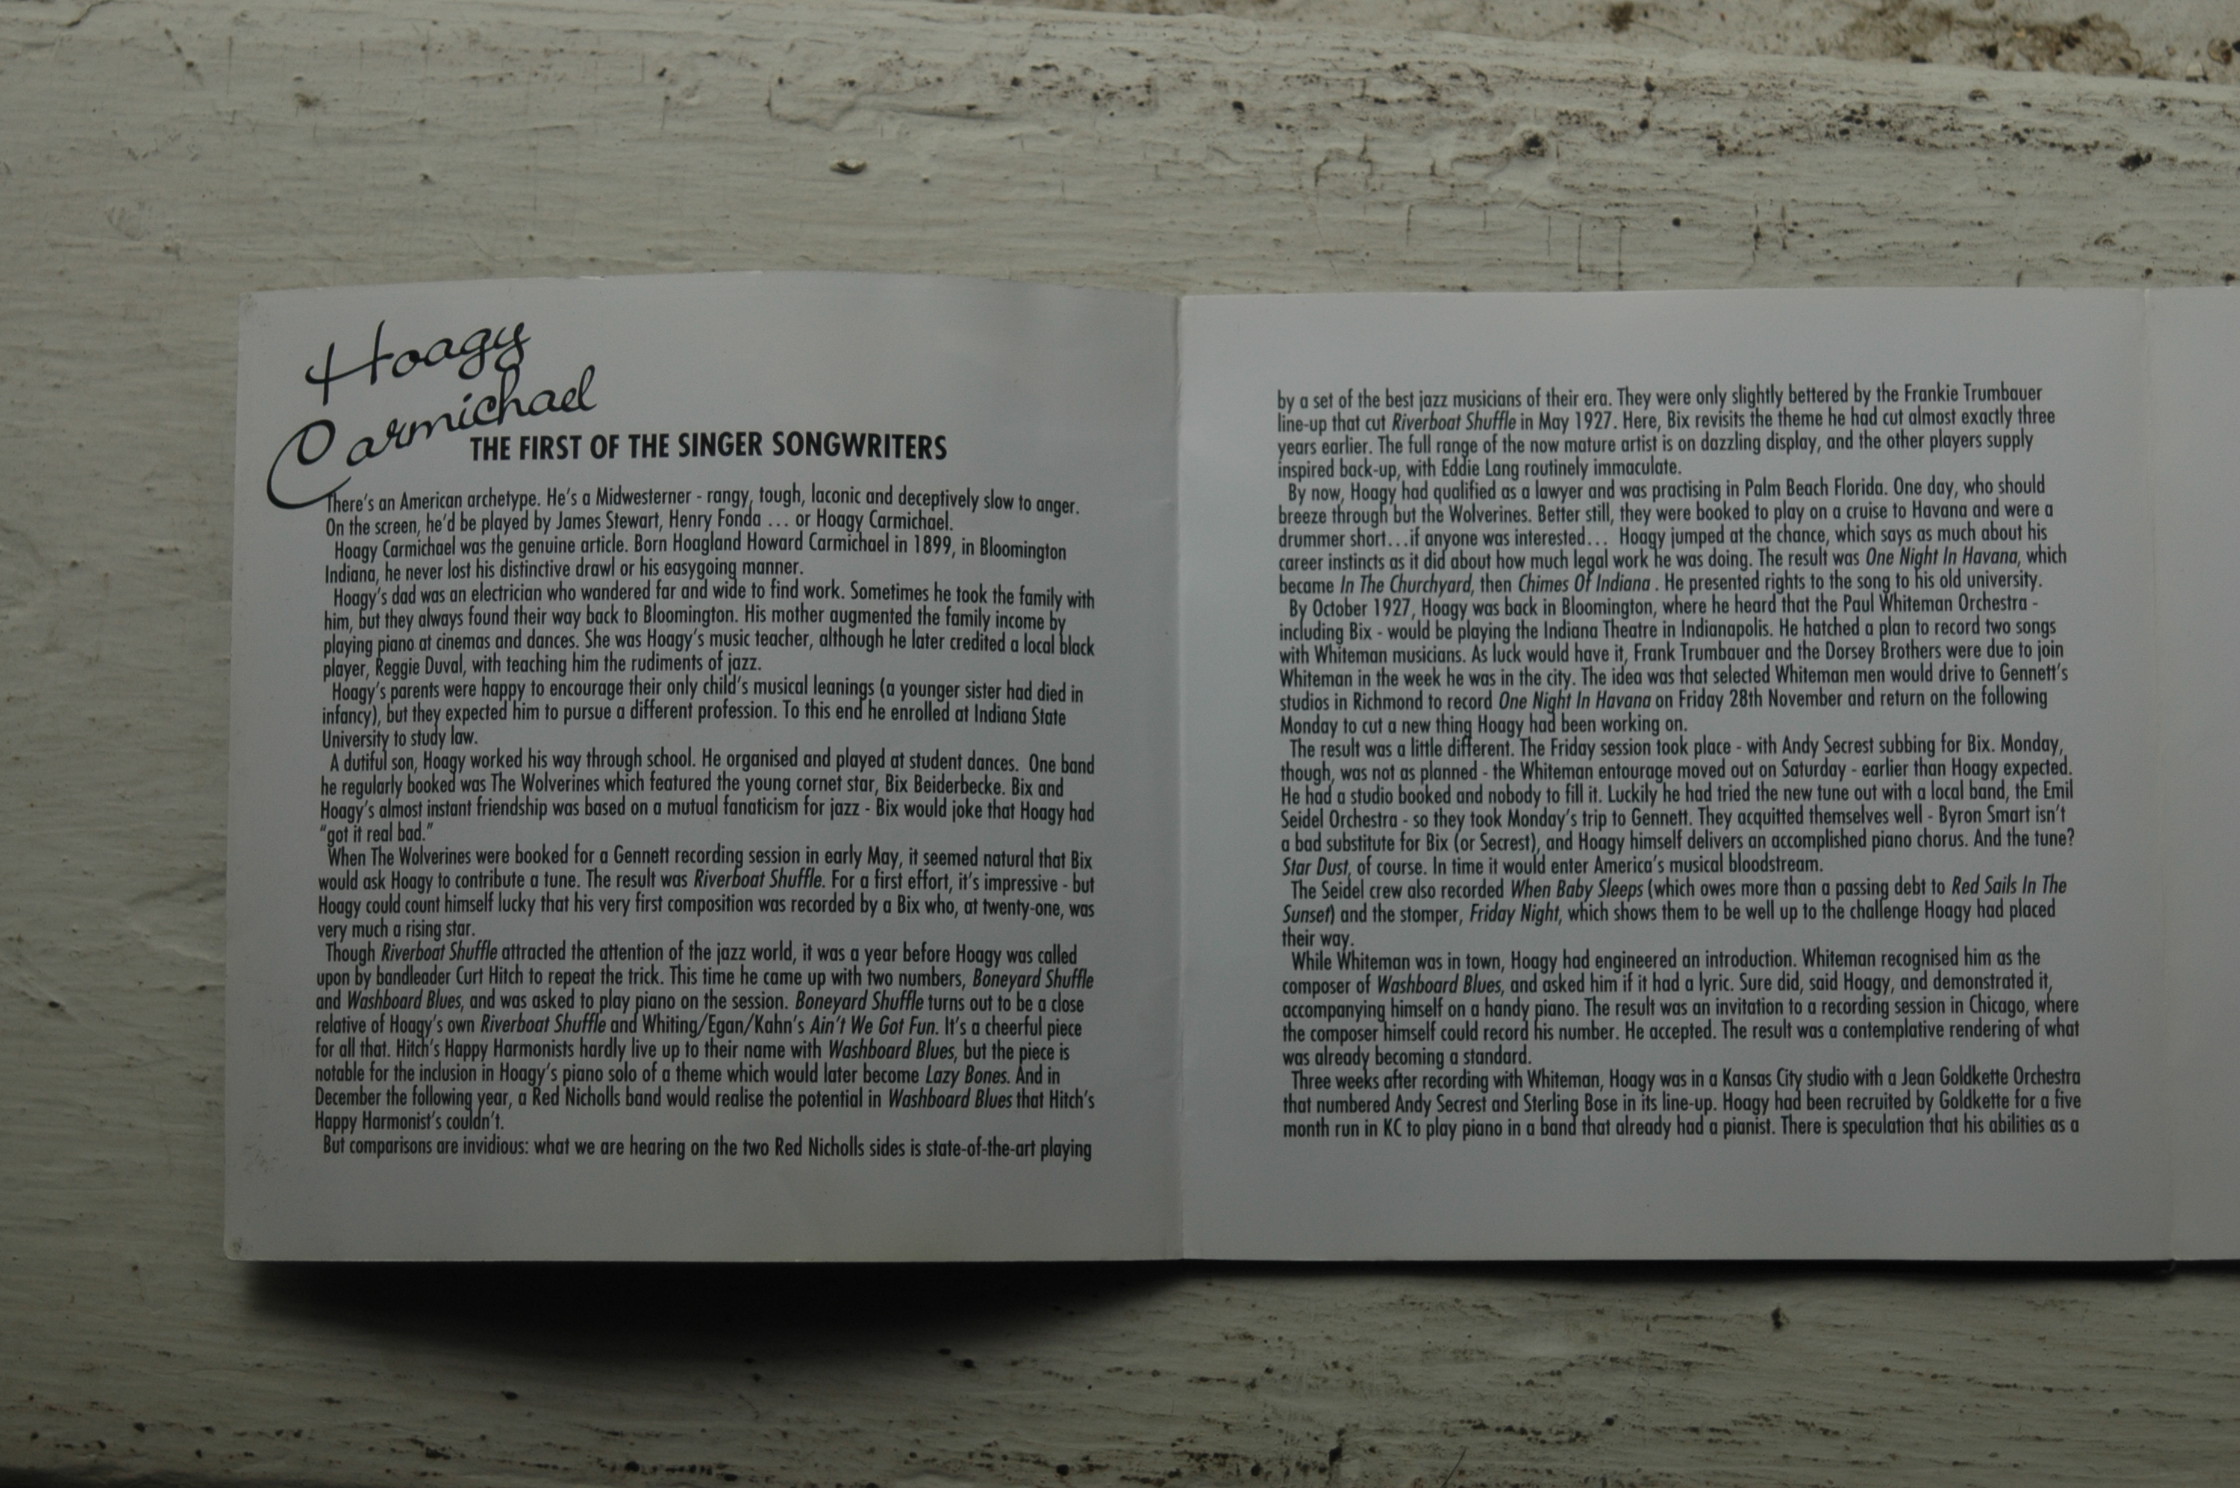 Hoagy
Carmichael
THE FIRST OF THE SINGER SONGWRITERS
There's an American archetype. He's a Midwesterner - rangy, tough, laconic and deceptively slow to anger.
On the screen, he'd be played by James Stewart, Henry Fonda ... or Hoagy Carmichael.
Hoagy Carmichael was the genuine article. Born Hoagland Howard Carmichael in 1899, in Bloomington
Indiana, he never lost his distinctive drawl or his easygoing manner.
Hoagy's dad was an electrician who wandered far and wide to find work. Sometimes he took the family with
him, but they always found their way back to Bloomington. His mother augmented the family income by
playing piano at cinemas and dances. She was Hoagy's music teacher, although he later credited a local black
player, Reggie Duval, with teaching him the rudiments of jazz.
Hoagy's parents were happy to encourage their only child's musical leanings (a younger sister had died in
infancy), but they expected him to pursue a different profession. To this end he enrolled at Indiana State
University to study law.
A dutiful son, Hoagy worked his way through school. He organised and played at student dances. One band
he regularly booked was The Wolverines which featured the young cornet star, Bix Beiderbecke. Bix and
Hoagy's almost instant friendship was based on a mutual fanaticism for jazz - Bix would joke that Hoagy had
"got it real bad."
When The Wolverines were booked for a Gennett recording session in early May, it seemed natural that Bix
would ask Hoagy to contribute a tune. The result was Riverboat Shuffle. For a first effort, it's impressive - but
Hoagy could count himself lucky that his very first composition was recorded by a Bix who, at twenty-one, was
very much a rising star.
Though Riverboat Shuffle attracted the attention of the jazz world, it was a year before Hoagy was called
upon by bandleader Curt Hitch to repeat the trick. This time he came up with two numbers, Boneyard Shuffle
and Washboard Blues, and was asked to play piano on the session. Boneyard Shuffle turns out to be a close
relative of Hoagy's own Riverboat Shuffle and Whiting/Egan/Kahn's Ain't We Got Fun. It's a cheerful piece
for all that. Hitch's Happy Harmonists hardly live up to their name with Washboard Blues, but the piece is
notable for the inclusion in Hoagy's piano solo of a theme which would later become Lazy Bones. And in
December the following year, a Red Nicholls band would realise the potential in Washboard Blues that Hitch's
Happy Harmonist's couldn't.
But comparisons are invidious: what we are hearing on the two Red Nicholls sides is state-of-the-art playing
by a set of the best jazz musicians of their era. They were only slightly bettered by the Frankie Trumbauer
line-up that cut Riverboat Shuffle in May 1927. Here, Bix revisits the theme he had cut almost exactly three
years earlier. The full range of the now mature artist is on dazzling display, and the other players supply
inspired back-up, with Eddie Lang routinely immaculate.
By now, Hoagy had qualified as a lawyer and was practising in Palm Beach Florida. One day, who should
breeze through but the Wolverines. Better still, they were booked to play on a cruise to Havana and were a
drummer short...if anyone was interested... Hoagy jumped at the chance, which says as much about his
career instincts as it did about how much legal work he was doing. The result was One Night In Havana, which
became In The Churchyard, then Chimes Of Indiana . He presented rights to the song to his old university.
By October 1927, Hoagy was back in Bloomington, where he heard that the Paul Whiteman Orchestra -
including Bix - would be playing the Indiana Theatre in Indianapolis. He hatched a plan to record two songs
with Whiteman musicians. As luck would have it, Frank Trumbauer and the Dorsey Brothers were due to join
Whiteman in the week he was in the city. The idea was that selected Whiteman men would drive to Gennett's
studios in Richmond to record One Night In Havana on Friday 28th November and return on the following
Monday to cut a new thing Hoagy had been working on.
The result was a little different. The Friday session took place - with Andy Secrest subbing for Bix. Monday,
though, was not as planned - the Whiteman entourage moved out on Saturday - earlier than Hoagy expected.
He had a studio booked and nobody to fill it. Luckily he had tried the new tune out with a local band, the Emil
Seidel Orchestra - so they took Monday's trip to Gennett. They acquitted themselves well - Byron Smart isn't
a bad substitute for Bix (or Secrest), and Hoagy himself delivers an accomplished piano chorus. And the tune?
Star Dust, of course. In time it would enter America's musical bloodstream.
The Seidel crew also recorded When Baby Sleeps (which owes more than a passing debt to Red Sails In The
Sunset) and the stomper, Friday Night, which shows them to be well up to the challenge Hoagy had placed
their way.
While Whiteman was in town, Hoagy had engineered an introduction. Whiteman recognised him as the
composer of Washboard Blues, and asked him if it had a lyric. Sure did, said Hoagy, and demonstrated it,
accompanying himself on a handy piano. The result was an invitation to a recording session in Chicago, where
the composer himself could record his number. He accepted. The result was a contemplative rendering of what
was already becoming a standard.
Three weeks after recording with Whiteman, Hoagy was in a Kansas City studio with a Jean Goldkette Orchestra
that numbered Andy Secrest and Sterling Bose in its line-up. Hoagy had been recruited by Goldkette for a five
month run in KC to play piano in a band that already had a pianist. There is speculation that his abilities as a